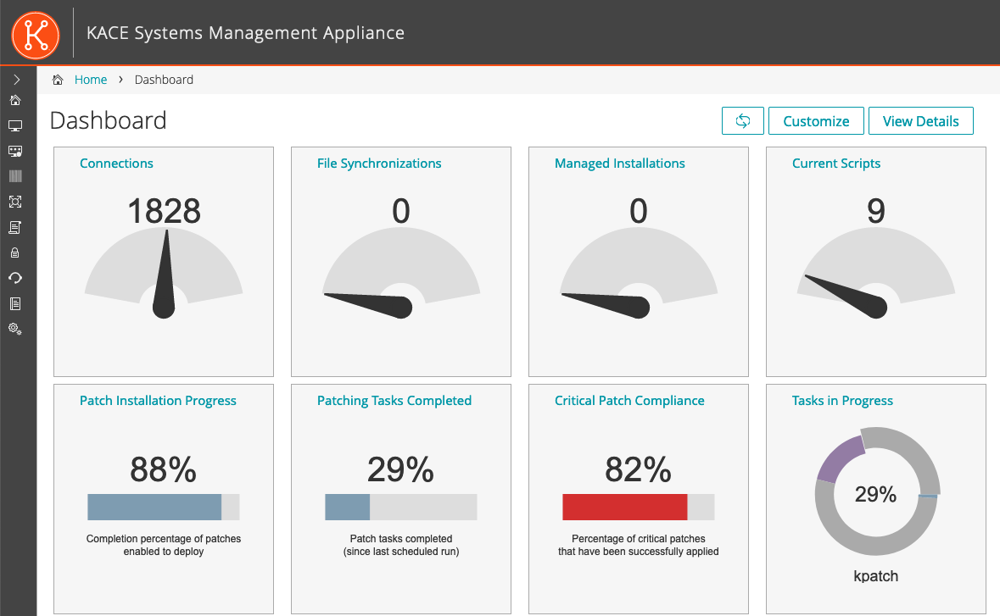 KACE Systems Management Appliance
Home > Dashboard
Dashboard
Customize
View Details
Connections
1828
File Synchronizations
0
Managed Installations
0
Current Scripts
9
Patch Installation Progress
88%
Completion percentage of patches
enabled to deploy
Patching Tasks Completed
29%
Patch tasks completed
(since last scheduled run)
Critical Patch Compliance
82%
Percentage of critical patches
that have been successfully applied
Tasks in Progress
29%
kpatch